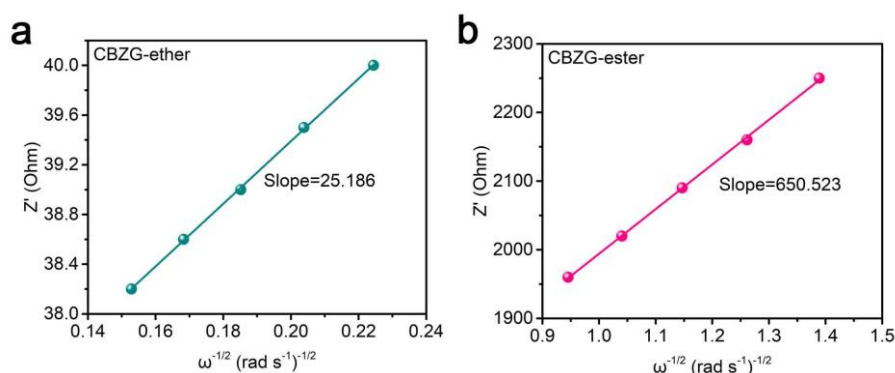 a
CBZG-ether
40.0
39.6
39.2
38.8
38.4
38.0
Z' (Ohm)
Slope=25.186
0.14 0.16 0.18 0.20 0.22 0.24
ω⁻¹/² (rad s⁻¹)⁻¹/²
b
CBZG-ester
2300
2200
2100
2000
1900
Z' (Ohm)
Slope=650.523
0.9 1.0 1.1 1.2 1.3 1.4 1.5
ω⁻¹/² (rad s⁻¹)⁻¹/²